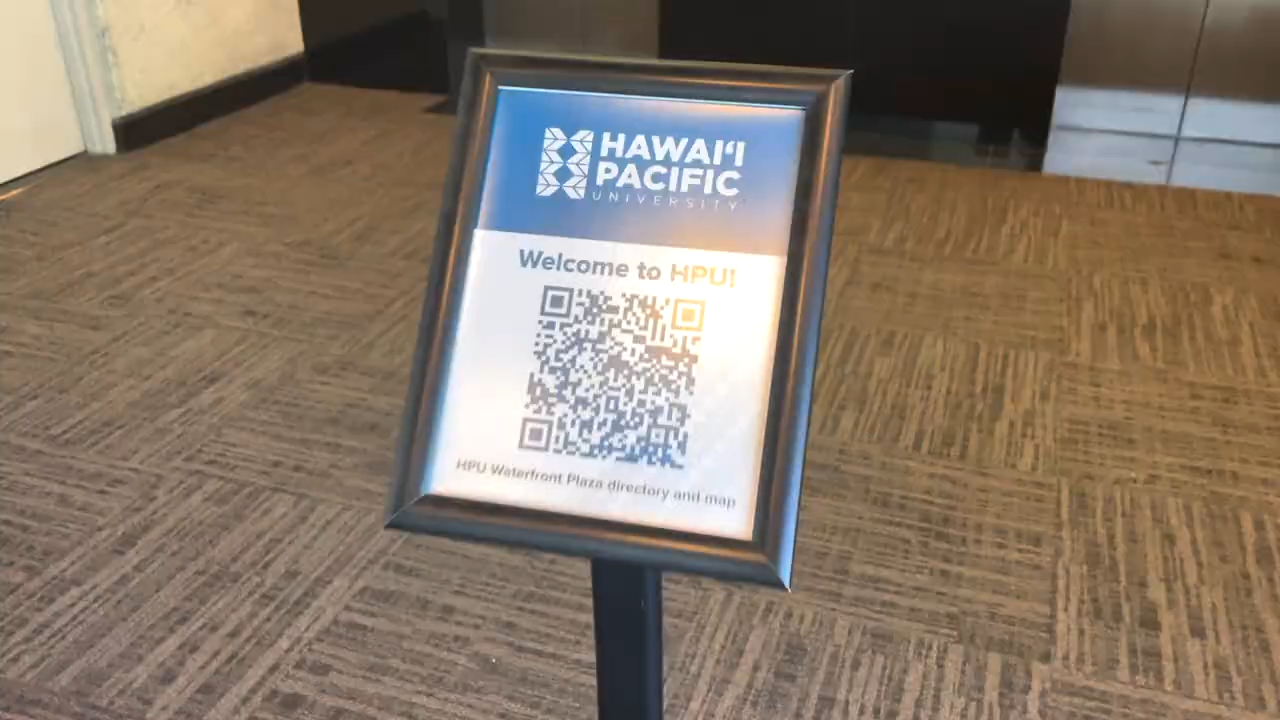 HAWAIʻI
PACIFIC
UNIVERSITY
Welcome to HPU!
HPU Waterfront Plaza directory and map